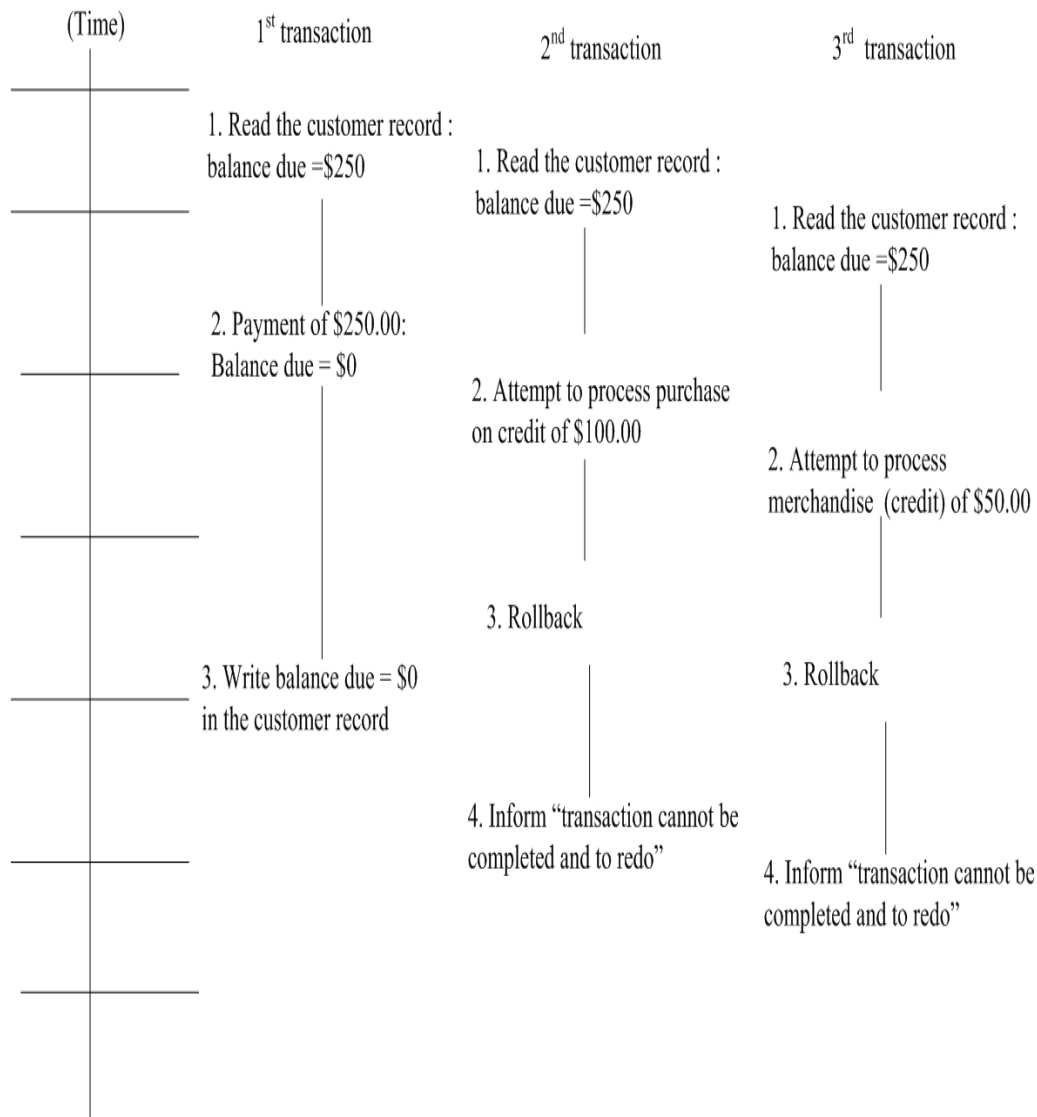 (Time)
1st transaction
2nd transaction
3rd transaction
1. Read the customer record :
balance due =$250
1. Read the customer record :
balance due =$250
1. Read the customer record :
balance due =$250
2. Payment of $250.00:
Balance due = $0
2. Attempt to process purchase
on credit of $100.00
2. Attempt to process
merchandise (credit) of $50.00
3. Rollback
3. Write balance due = $0
in the customer record
3. Rollback
4. Inform “transaction cannot be
completed and to redo”
4. Inform “transaction cannot be
completed and to redo”